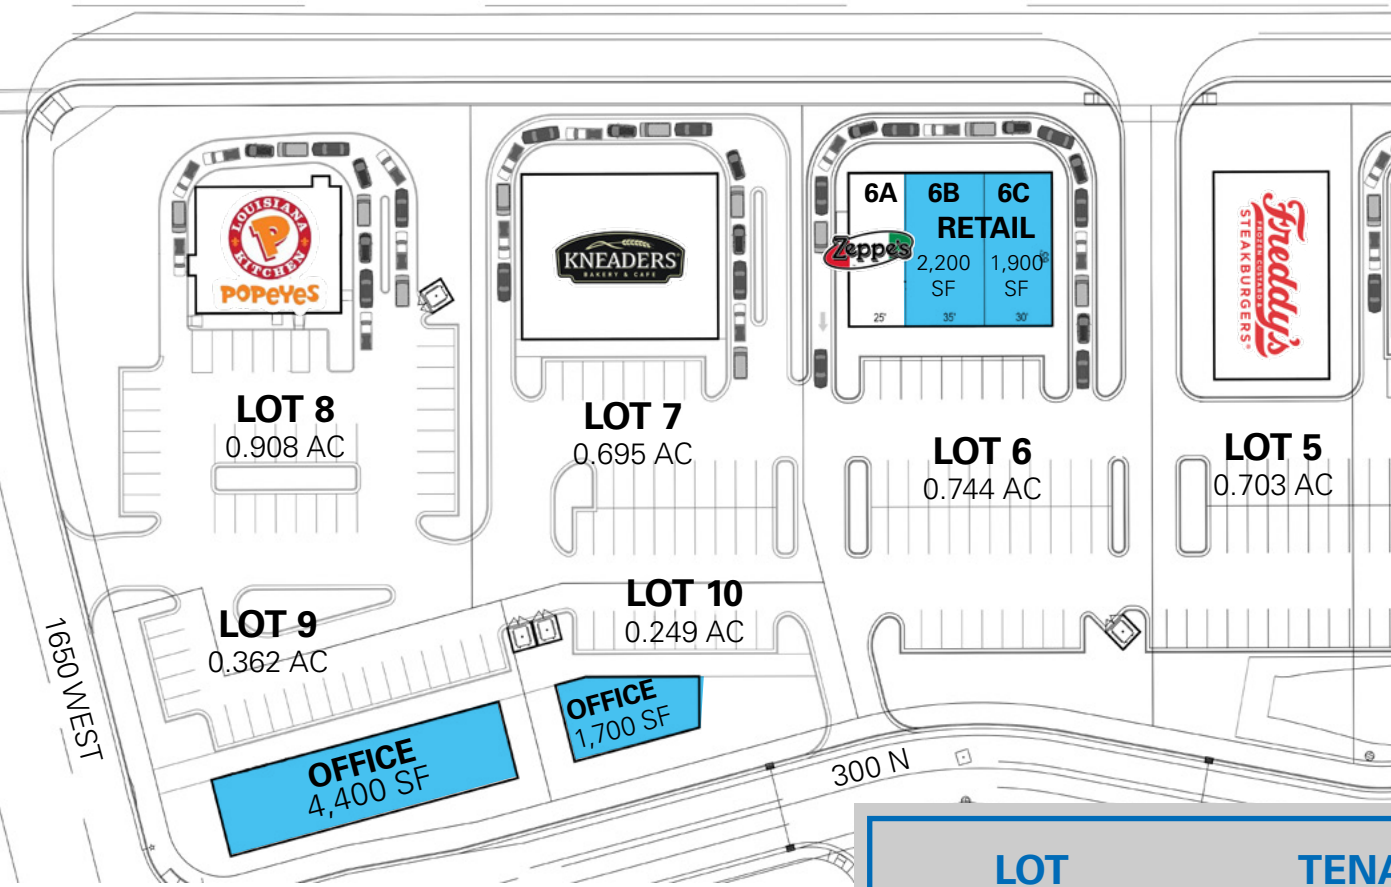 LOUISIANA
KITCHEN
POPEYES
KNEADERS
BAKERY & CAFE
6A
6B
6C
RETAIL
Zeppe's
2,200
SF
1,900
SF
25'
35'
30'
Freddy's
FROZEN CUSTARD &
STEAKBURGERS
LOT 8
0.908 AC
LOT 7
0.695 AC
LOT 6
0.744 AC
LOT 5
0.703 AC
LOT 9
0.362 AC
LOT 10
0.249 AC
1650 WEST
OFFICE
4,400 SF
OFFICE
1,700 SF
300 N
LOT
TENA